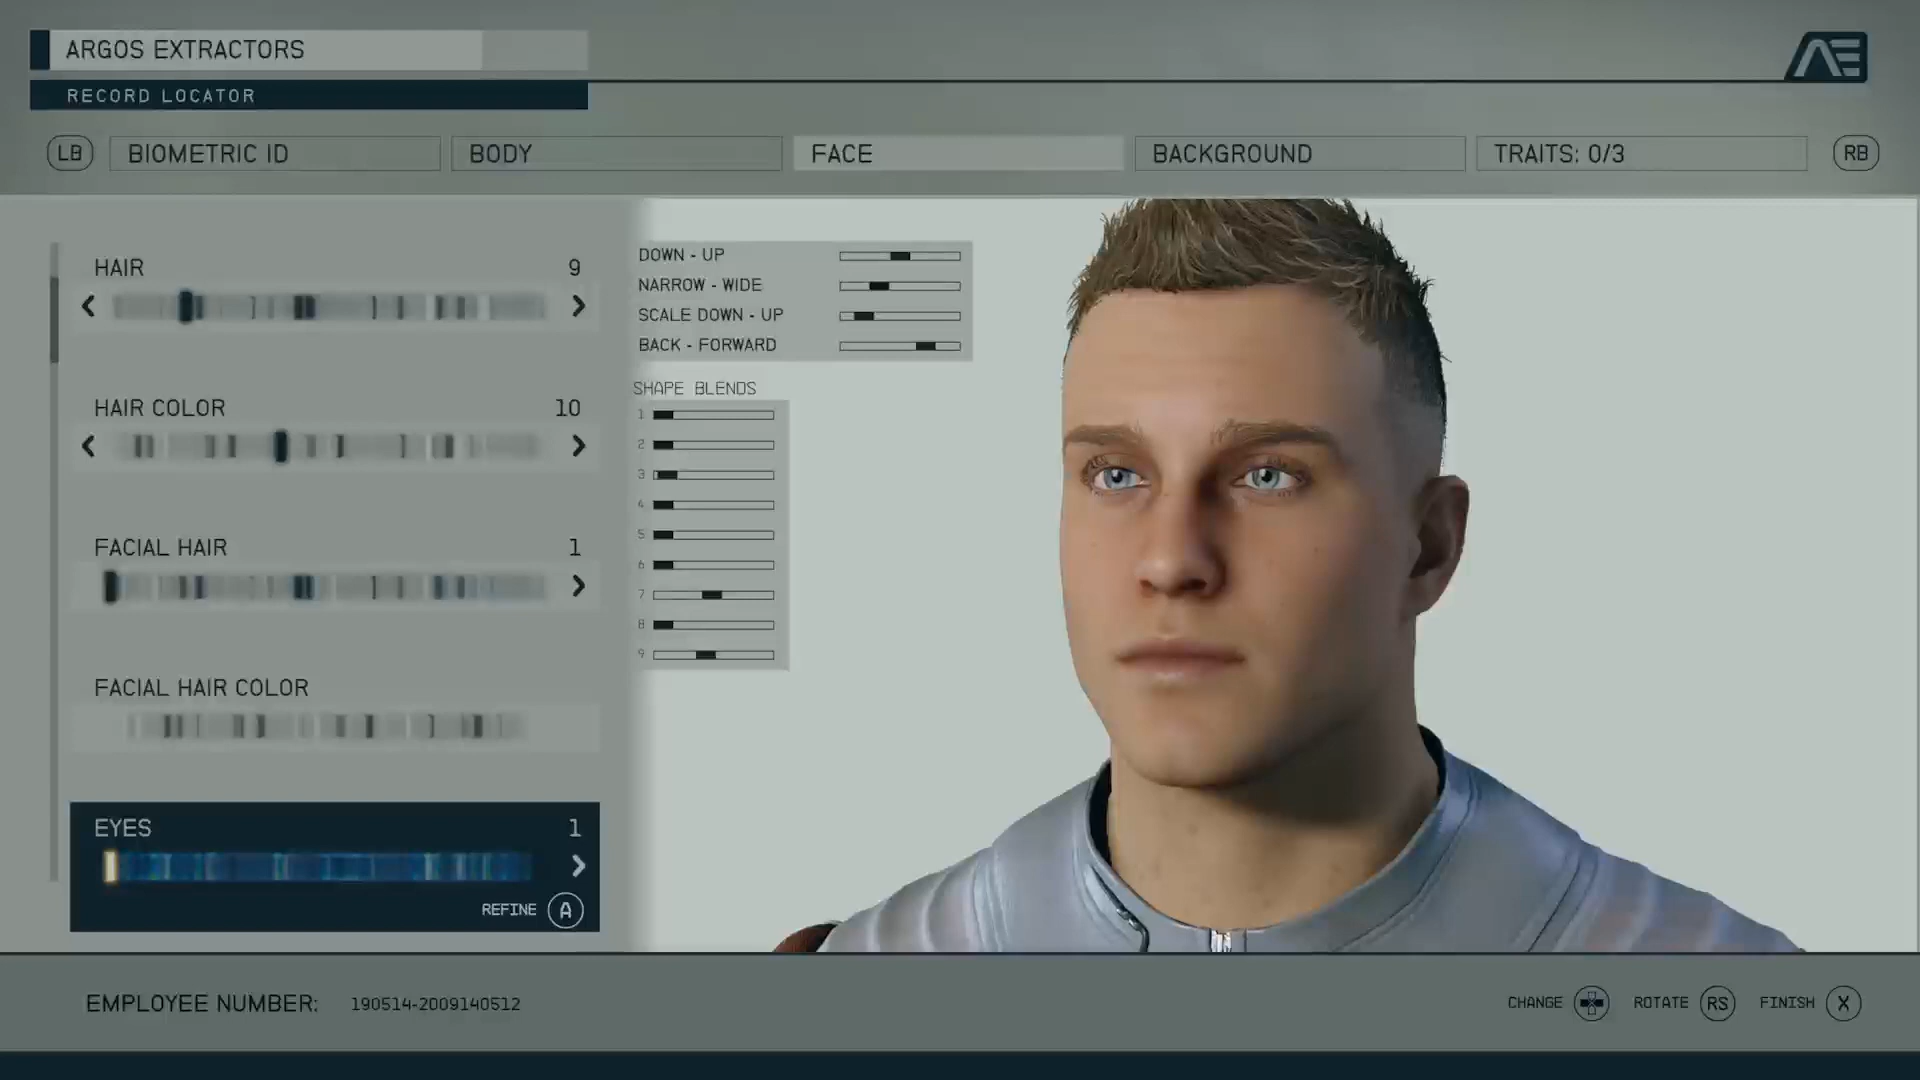 ARGOS EXTRACTORS
AE
RECORD LOCATOR
LB BIOMETRIC ID BODY FACE BACKGROUND TRAITS: 0/3 RB
HAIR 9
HAIR COLOR 10
FACIAL HAIR 1
FACIAL HAIR COLOR
EYES 1
REFINE A
DOWN - UP
NARROW - WIDE
SCALE DOWN - UP
BACK - FORWARD
SHAPE BLENDS
1
2
3
4
5
6
7
8
9
EMPLOYEE NUMBER: 190514-2009140512
CHANGE ROTATE RS FINISH X